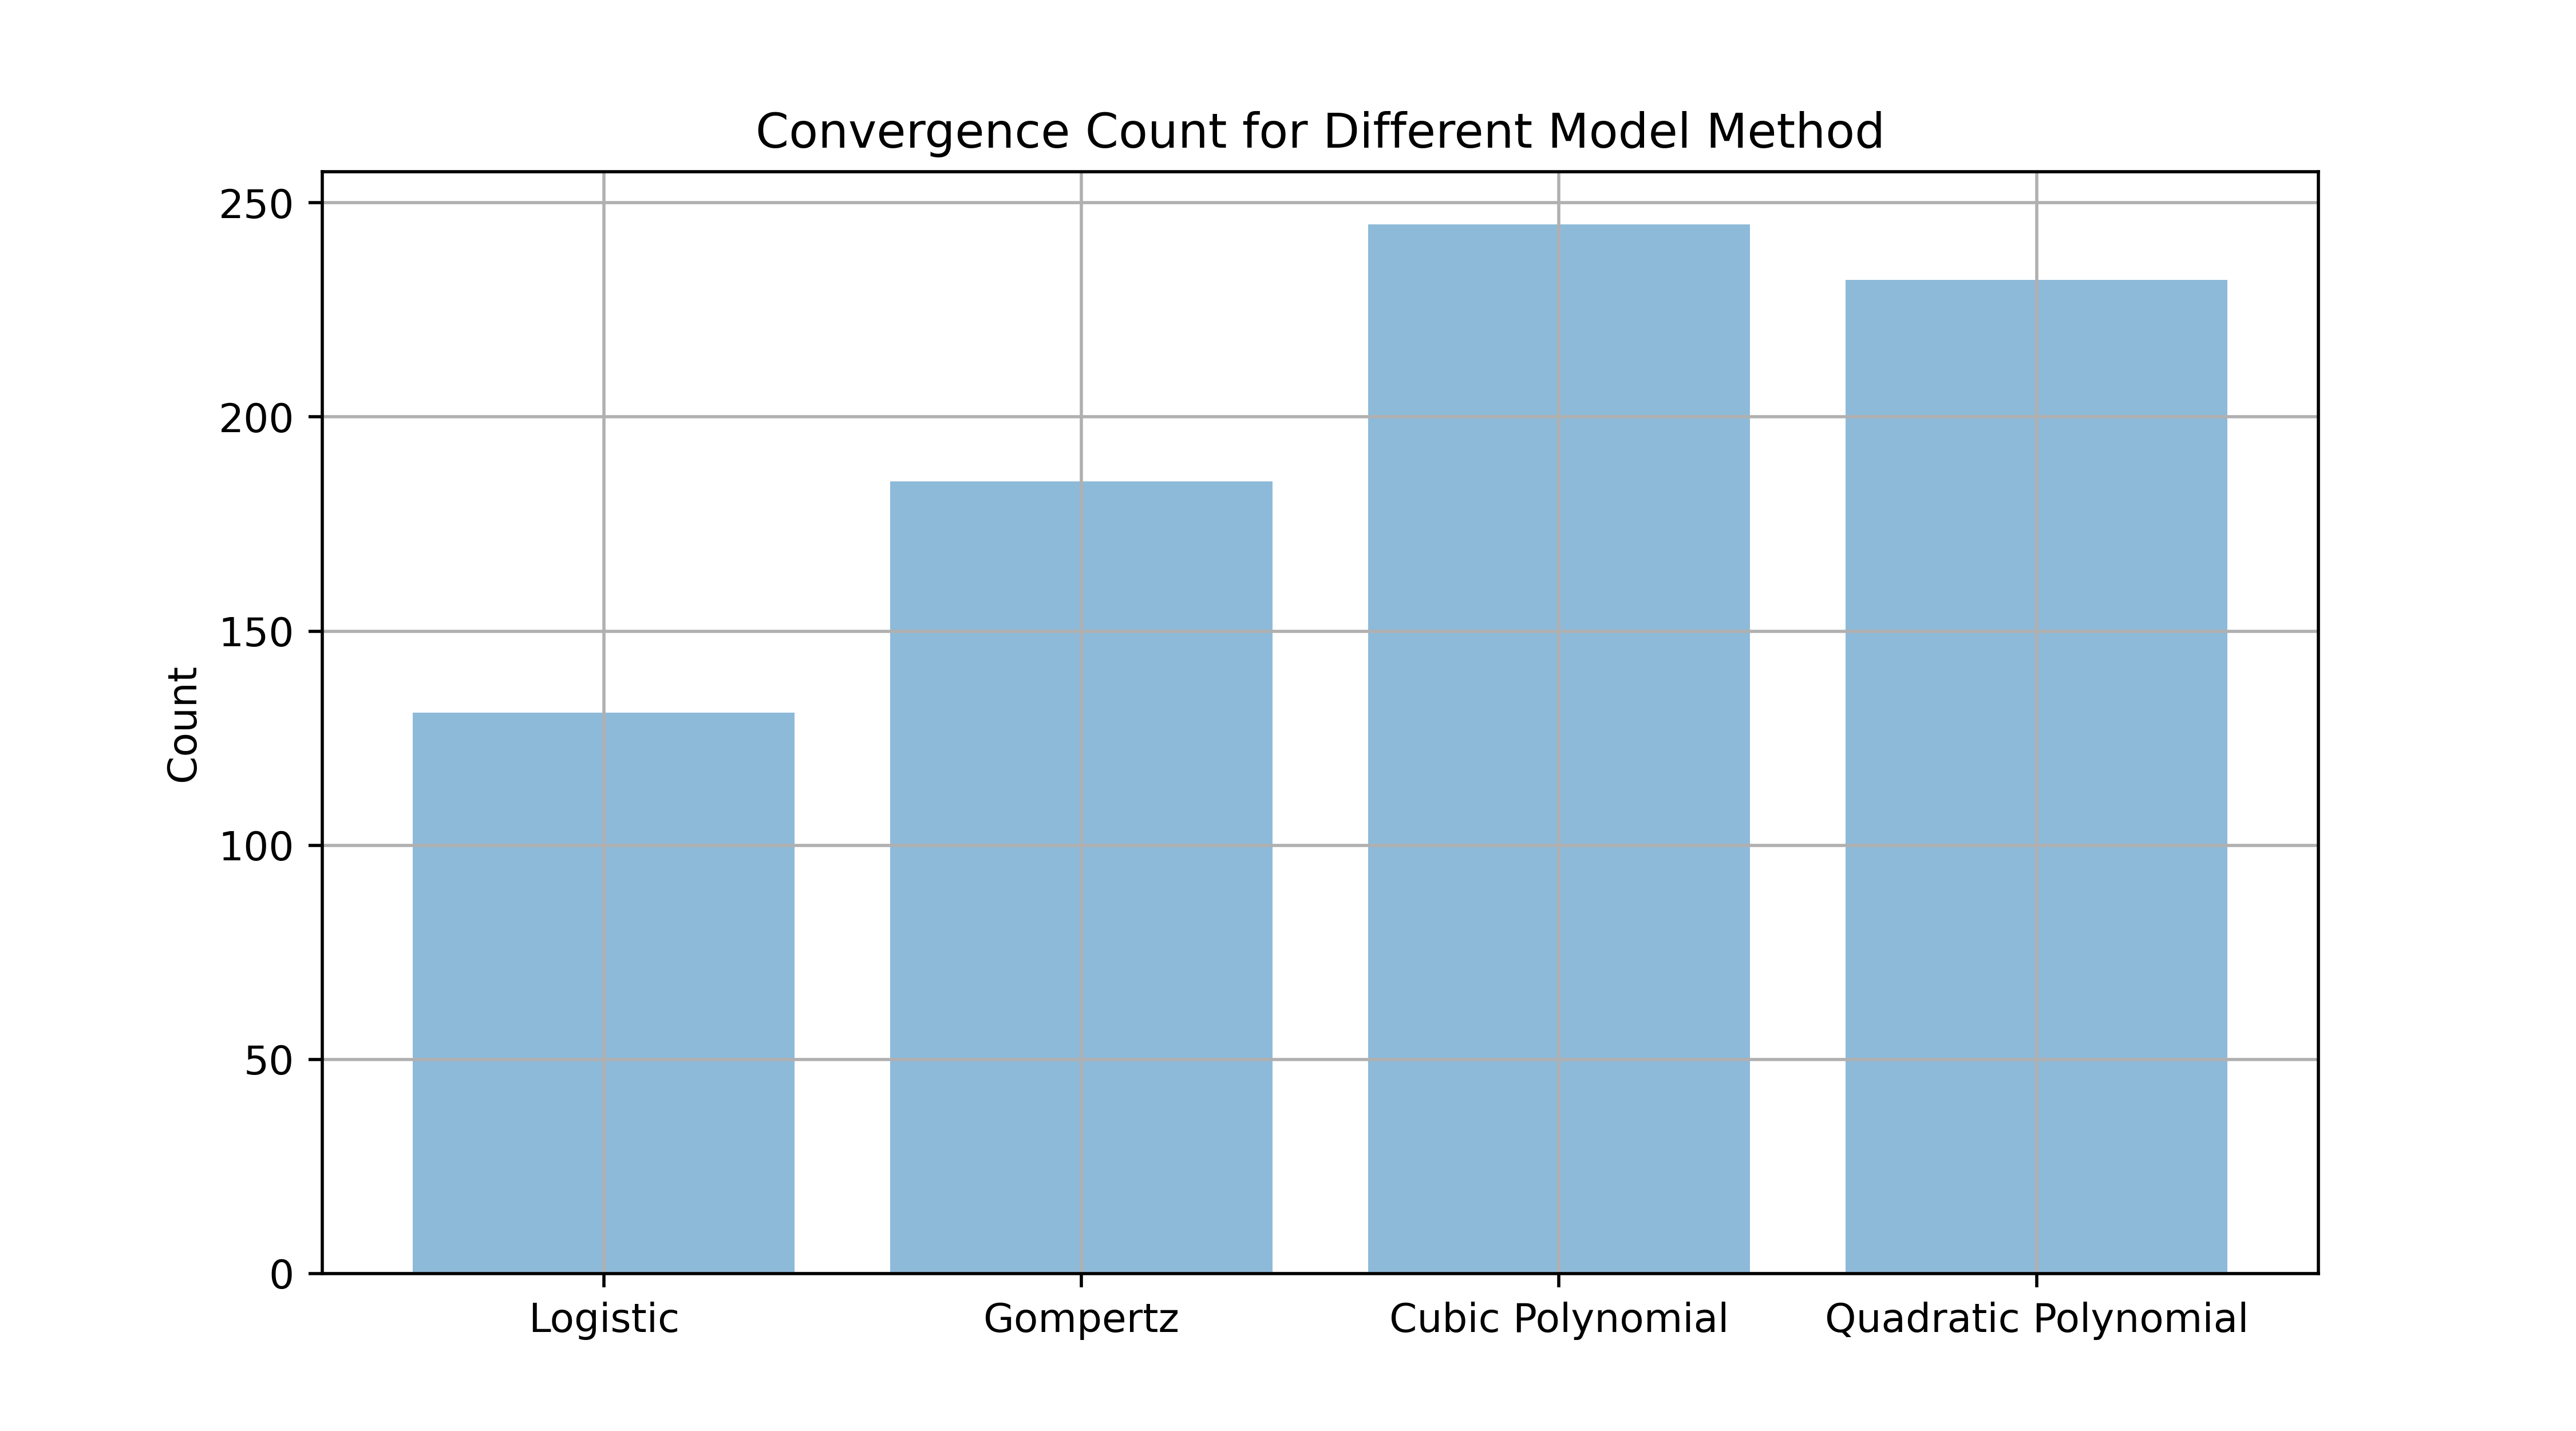 Convergence Count for Different Model Method
250
200
150
100
50
0
Count
Logistic
Gompertz
Cubic Polynomial
Quadratic Polynomial